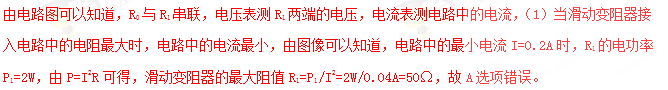 由电路图可以知道，R₀与R₁串联，电压表测R₁两端的电压，电流表测电路中的电流，（1）当滑动变阻器接
入电路中的电阻最大时，电路中的电流最小，由图像可以知道，电路中的最小电流 I=0.2A 时，R₁的电功率
P₁=2W，由 P=I²R 可得，滑动变阻器的最大阻值 R₁=P₁/I²=2W/0.04A=50Ω，故 A 选项错误。